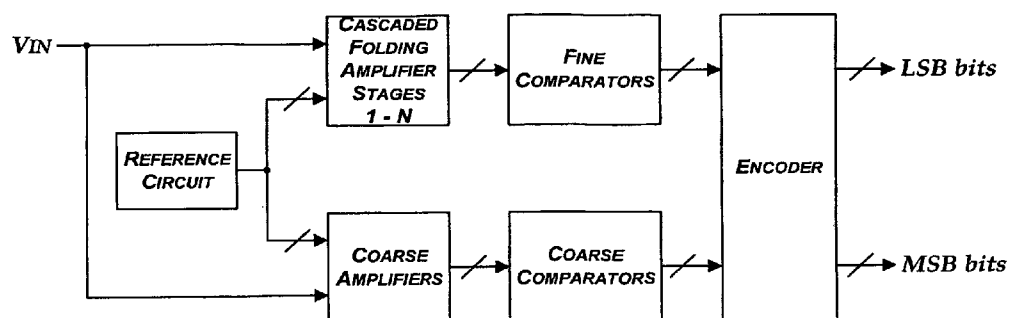 VIN
CASCADED
FOLDING
AMPLIFIER
STAGES
1 - N
FINE
COMPARATORS
ENCODER
LSB bits
REFERENCE
CIRCUIT
COARSE
AMPLIFIERS
COARSE
COMPARATORS
MSB bits